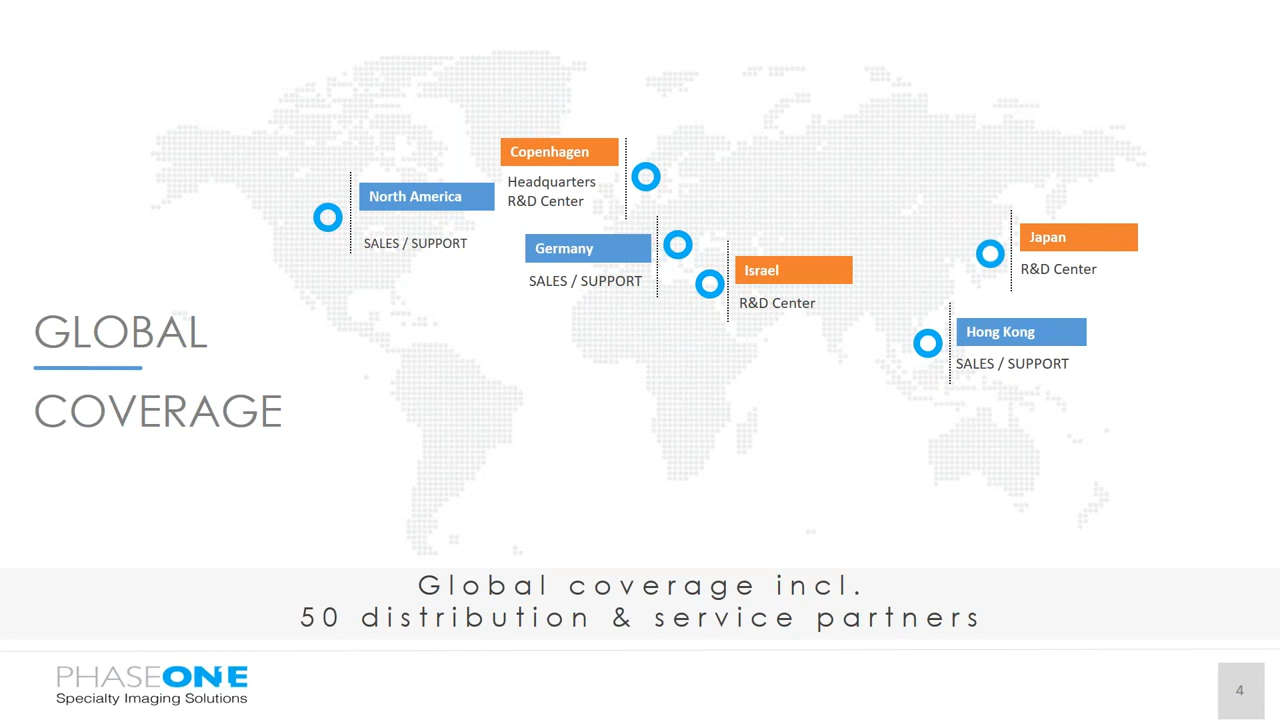 Copenhagen
Headquarters
R&D Center
North America
SALES / SUPPORT
Germany
SALES / SUPPORT
Israel
R&D Center
Japan
R&D Center
Hong Kong
SALES / SUPPORT
GLOBAL
COVERAGE
Global coverage incl.
50 distribution & service partners
PHASEONE
Specialty Imaging Solutions
4